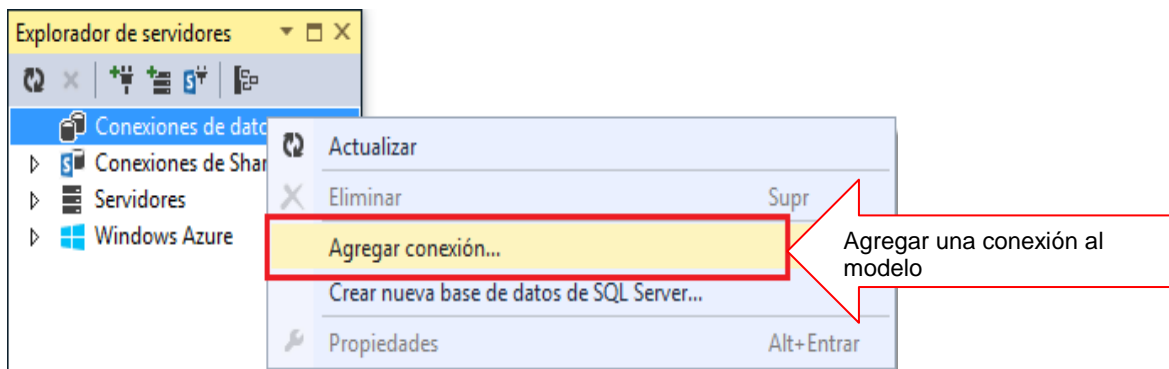 Explorador de servidores
Conexiones de datc
Conexiones de Shar
Servidores
Windows Azure
Actualizar
Eliminar Supr
Agregar conexión...
Crear nueva base de datos de SQL Server...
Propiedades Alt+Entrar
Agregar una conexión al
modelo